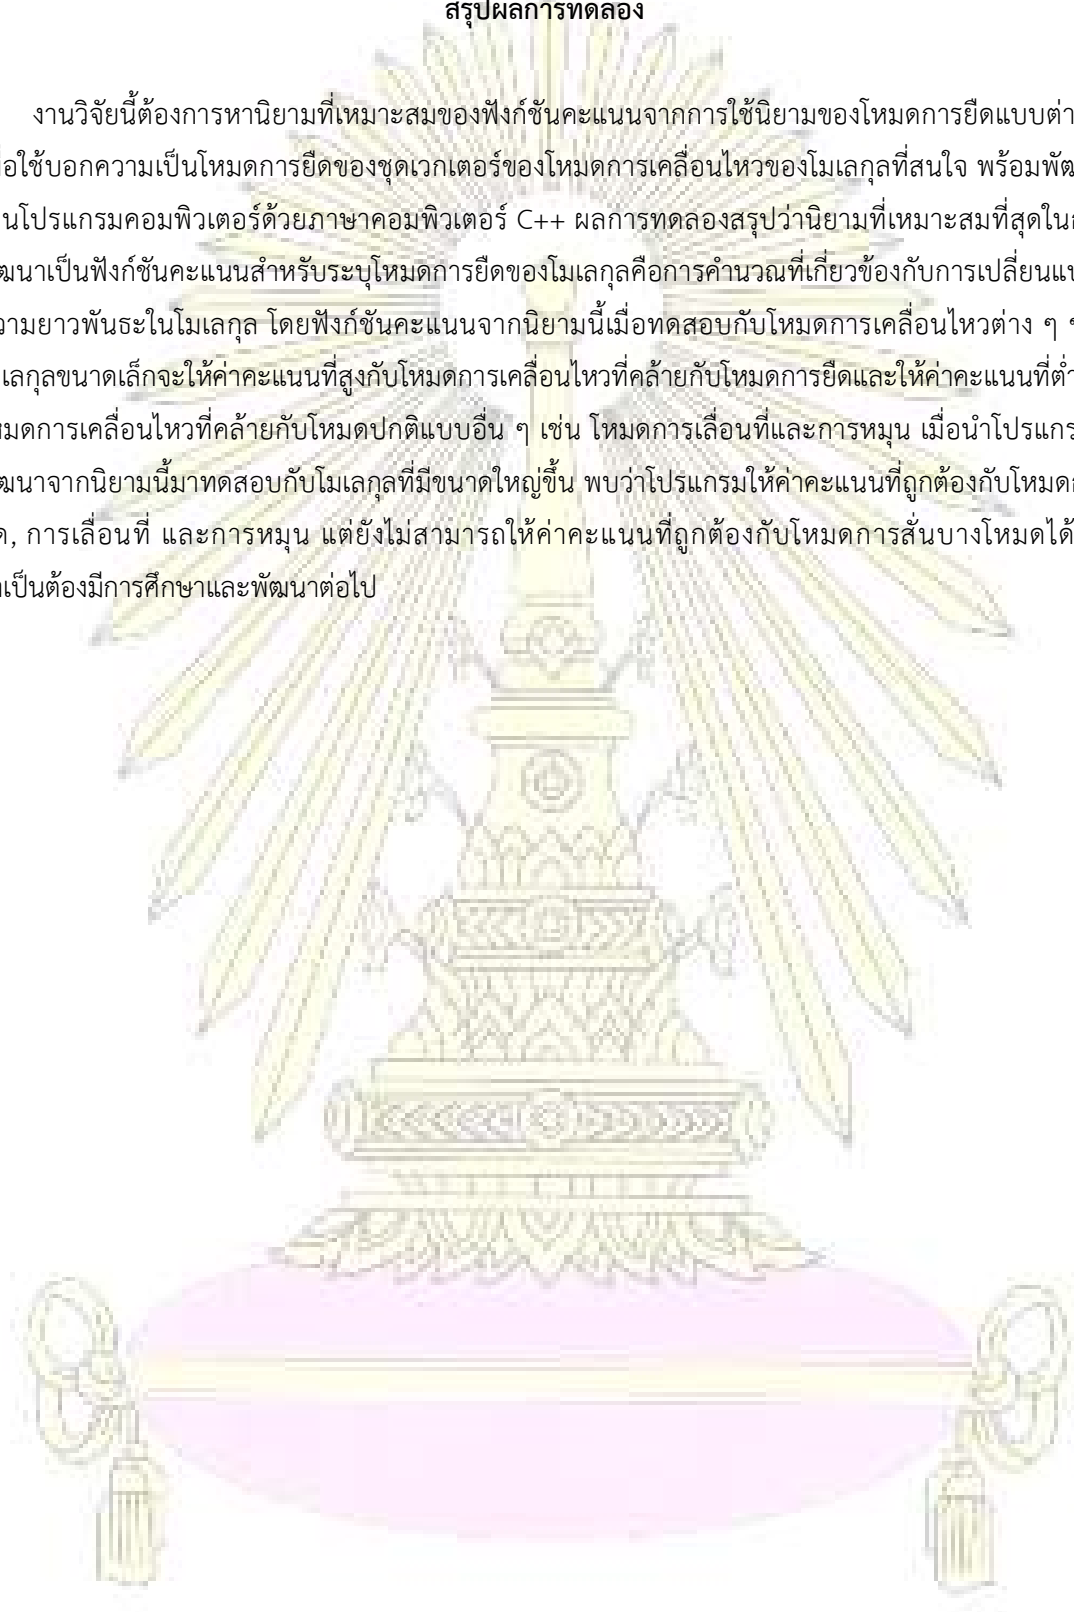 สรุปผลการทดลอง
งานวิจัยนี้ต้องการหานิยามที่เหมาะสมของฟังก์ชันคะแนนจากการใช้นิยามของโหมดการยืดแบบต่า
ใช้บอกความเป็นโหมดการยืดของชุดเวกเตอร์ของโหมดการเคลื่อนไหวของโมเลกุลที่สนใจ พร้อมพัฒ
นโปรแกรมคอมพิวเตอร์ด้วยภาษาคอมพิวเตอร์ C++ ผลการทดลองสรุปว่านิยามที่เหมาะสมที่สุดใน
ฒนาเป็นฟังก์ชันคะแนนสำหรับระบุโหมดการยืดของโมเลกุลคือการคำนวณที่เกี่ยวข้องกับการเปลี่ยนแป
วามยาวพันธะในโมเลกุล โดยฟังก์ชันคะแนนจากนิยามนี้เมื่อทดสอบกับโหมดการเคลื่อนไหวต่าง ๆ
เลกุลขนาดเล็กจะให้ค่าคะแนนที่สูงกับโหมดการเคลื่อนไหวที่คล้ายกับโหมดการยืดและให้ค่าคะแนนที่ต่ำ
หมดการเคลื่อนไหวที่คล้ายกับโหมดปกติแบบอื่น ๆ เช่น โหมดการเลื่อนที่และการหมุน เมื่อนำโปรแกร
ฒนาจากนิยามนี้มาทดสอบกับโมเลกุลที่มีขนาดใหญ่ขึ้น พบว่าโปรแกรมให้ค่าคะแนนที่ถูกต้องกับโหมด
ด, การเลื่อนที่ และการหมุน แต่ยังไม่สามารถให้ค่าคะแนนที่ถูกต้องกับโหมดการสั่นบางโหมดได้
เป็นต้องมีการศึกษาและพัฒนาต่อไป